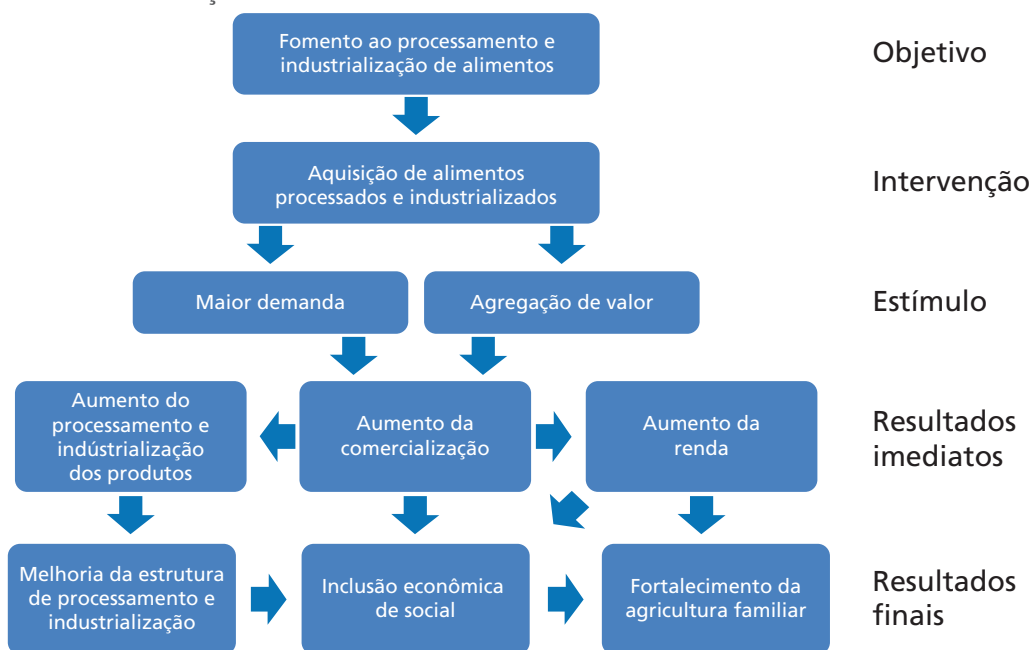 Fomento ao processamento e
industrialização de alimentos
Objetivo
Aquisição de alimentos
processados e industrializados
Intervenção
Maior demanda
Agregação de valor
Estímulo
Aumento do
processamento e
indústrialização
dos produtos
Aumento da
comercialização
Aumento da
renda
Resultados
imediatos
Melhoria da estrutura
de processamento e
industrialização
Inclusão econômica
de social
Fortalecimento da
agricultura familiar
Resultados
finais